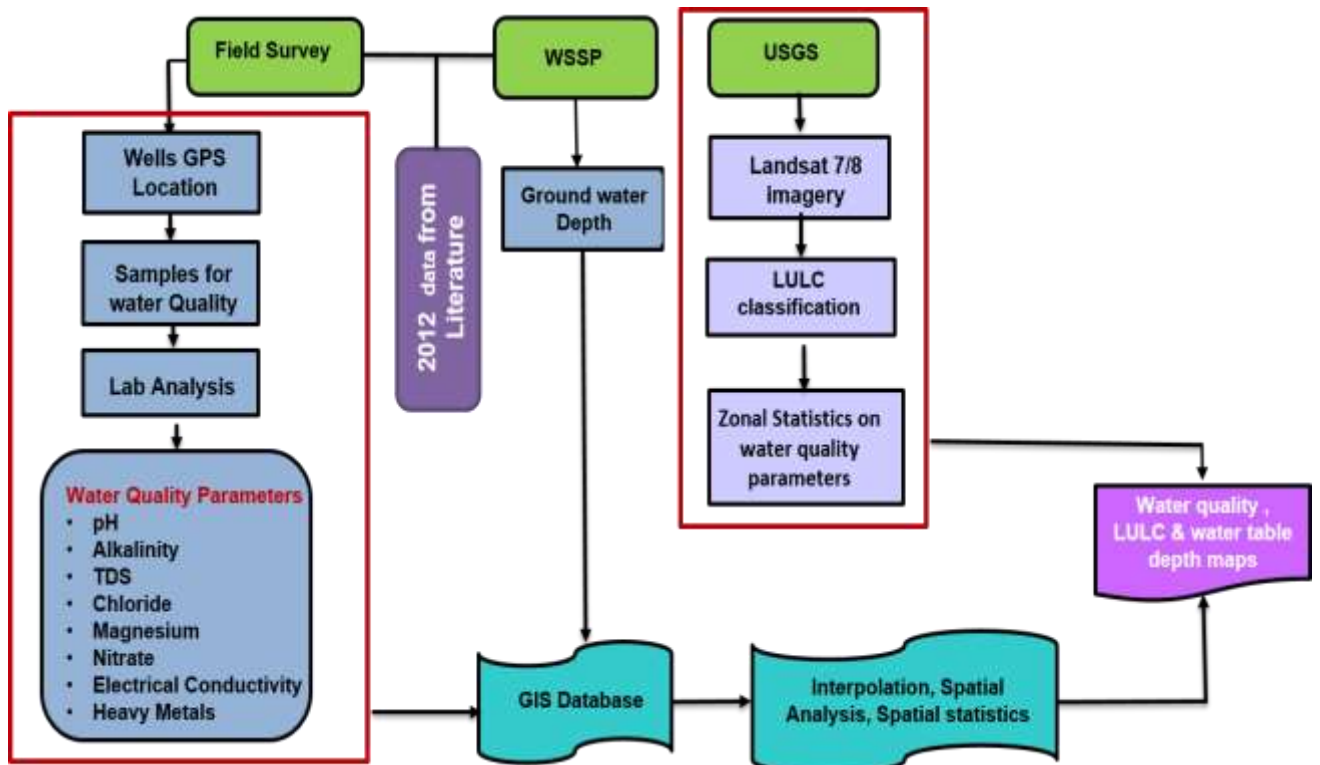 Field Survey
WSSP
USGS
Wells GPS
Location
Samples for
water Quality
Lab Analysis
Water Quality Parameters
• pH
• Alkalinity
• TDS
• Chloride
• Magnesium
• Nitrate
• Electrical Conductivity
• Heavy Metals
2012 data from
Literature
Ground water
Depth
Landsat 7/8
imagery
LULC
classification
Zonal Statistics on
water quality
parameters
Water quality ,
LULC & water table
depth maps
GIS Database
Interpolation, Spatial
Analysis, Spatial statistics